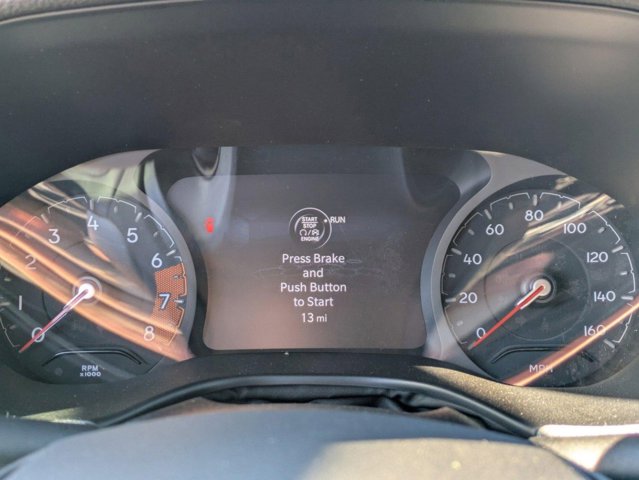 0
1
2
3
4
5
6
7
8
RPM
x1000
START
STOP
ENGINE
RUN
Press Brake
and
Push Button
to Start
13 mi
0
20
40
60
80
100
120
140
160